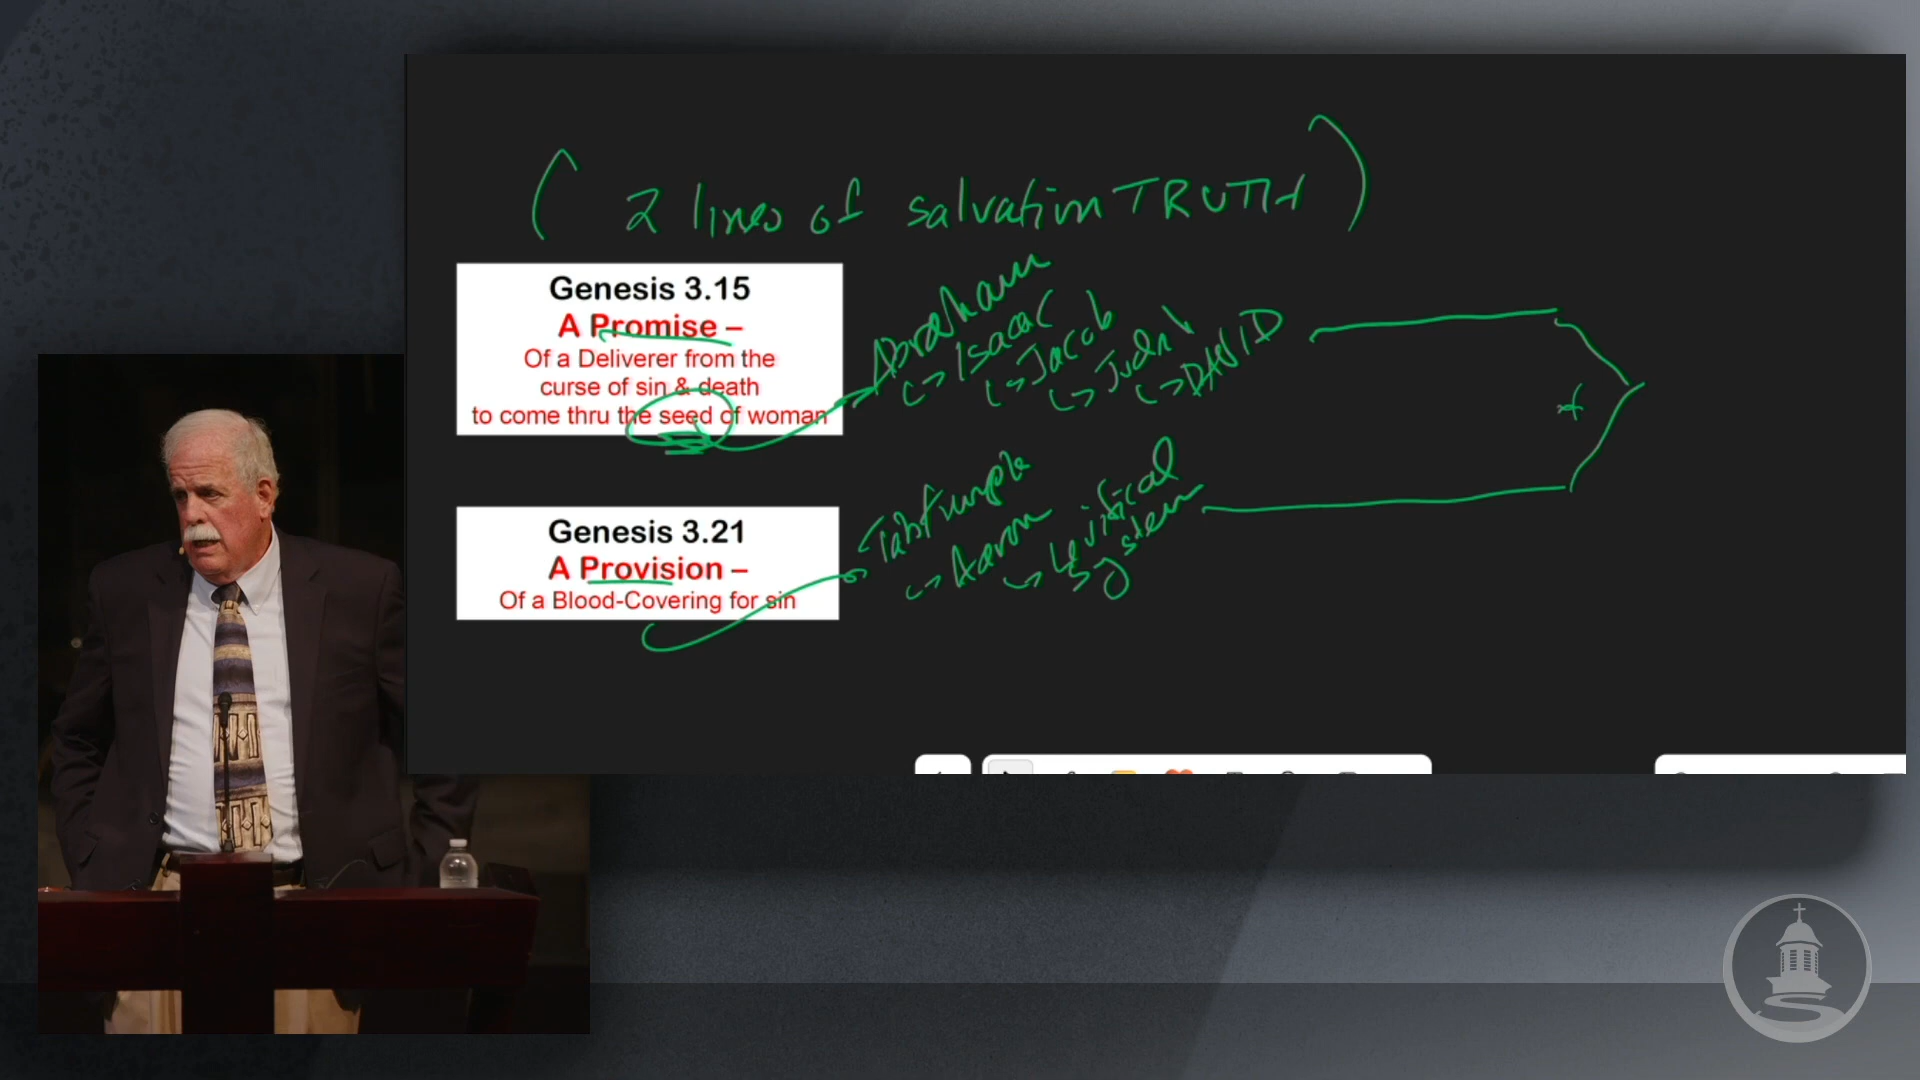 ( 2 lines of salvation TRUTH )
Genesis 3.15
A Promise –
Of a Deliverer from the
curse of sin & death
to come thru the seed of woman
Abraham
↳ Isaac
↳ Jacob
↳ Judah
↳ DAVID
Genesis 3.21
A Provision –
Of a Blood-Covering for sin
↳ Aaron
↳ Levitical
system